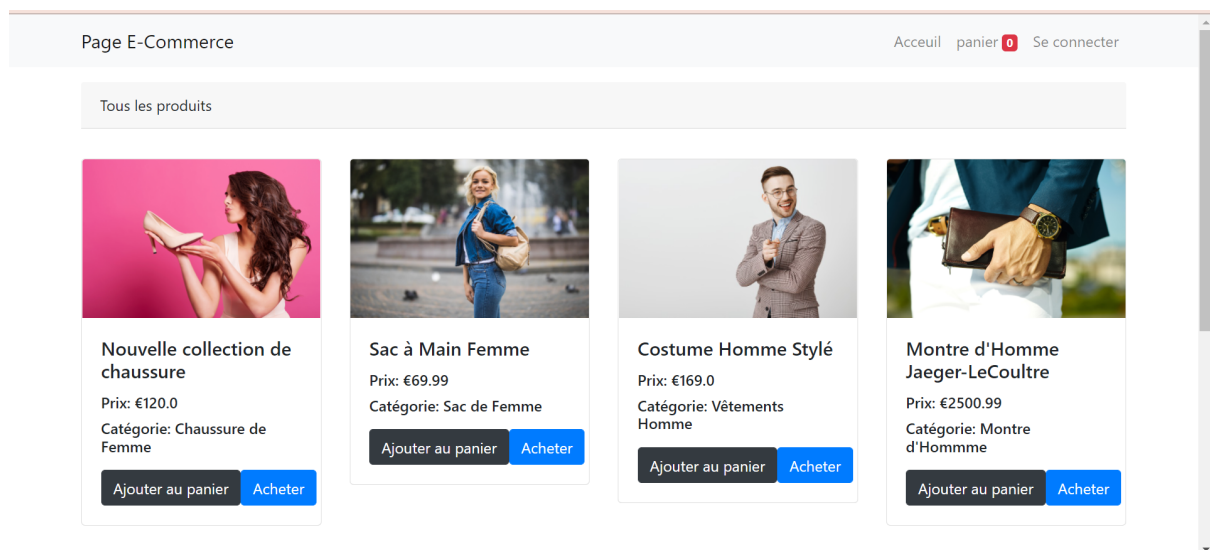 Page E-Commerce
Acceuil panier 0 Se connecter
Tous les produits
Nouvelle collection de
chaussure
Prix: €120.0
Catégorie: Chaussure de
Femme
Ajouter au panier Acheter
Sac à Main Femme
Prix: €69.99
Catégorie: Sac de Femme
Ajouter au panier Acheter
Costume Homme Stylé
Prix: €169.0
Catégorie: Vêtements
Homme
Ajouter au panier Acheter
Montre d'Homme
Jaeger-LeCoultre
Prix: €2500.99
Catégorie: Montre
d'Hommme
Ajouter au panier Acheter